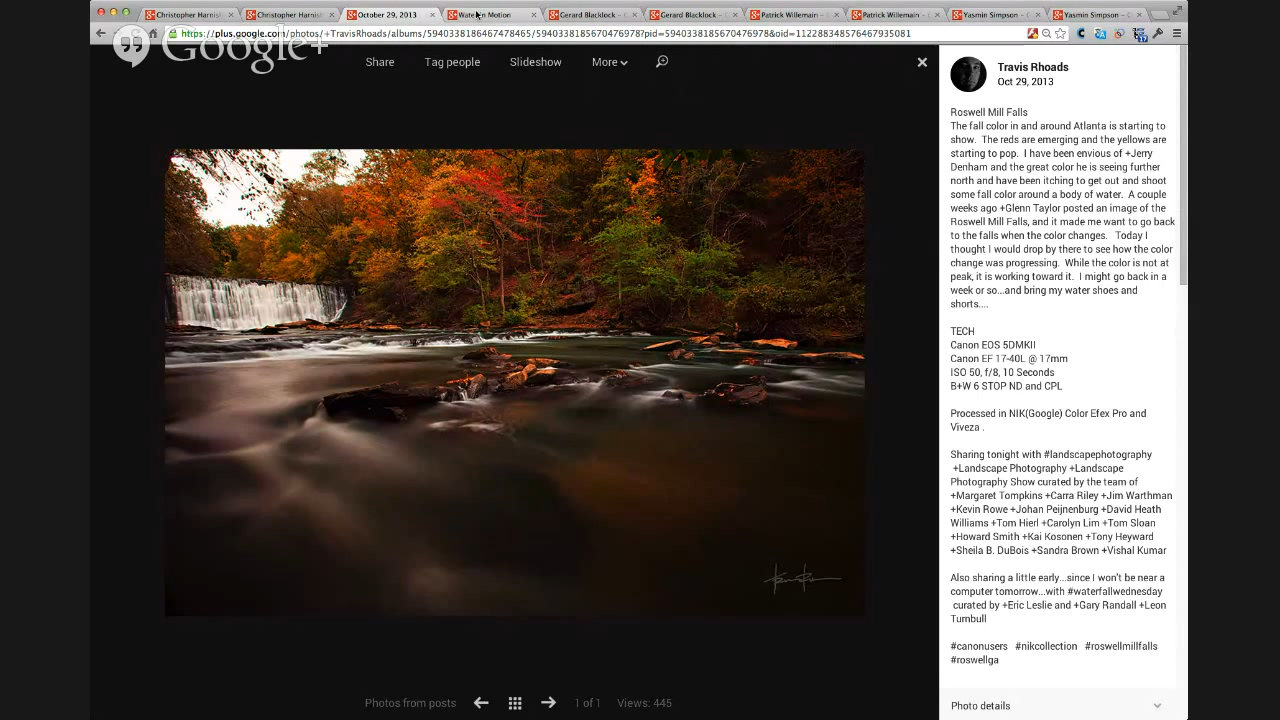 Christopher Harnis
Christopher Harnis
October 29, 2013
Water Motion
Gerard Blacklock - C
Gerard Blacklock - C
Patrick Willemain - C
Patrick Willemain - C
Yasmin Simpson - C
Yasmin Simpson - C
https://plus.google.com/photos/+TravisRhoads/albums/5940338186467478465/5940338185670476978?pid=5940338185670476978&oid=112288348576467935081
Google+
Share
Tag people
Slideshow
More
Travis Rhoads
Oct 29, 2013
Roswell Mill Falls
The fall color in and around Atlanta is starting to
show. The reds are emerging and the yellows are
starting to pop. I have been envious of +Jerry
Denham and the great color he is seeing further
north and have been itching to get out and shoot
some fall color around a body of water. A couple
weeks ago +Glenn Taylor posted an image of the
Roswell Mill Falls, and it made me want to go back
to the falls when the color changes. Today I
thought I would drop by there to see how the color
change was progressing. While the color is not at
peak, it is working toward it. I might go back in a
week or so...and bring my water shoes and
shorts....
TECH
Canon EOS 5DMKII
Canon EF 17-40L @ 17mm
ISO 50, f/8, 10 Seconds
B+W 6 STOP ND and CPL
Processed in NIK(Google) Color Efex Pro and
Viveza .
Sharing tonight with #landscapephotography
+Landscape Photography +Landscape
Photography Show curated by the team of
+Margaret Tompkins +Carra Riley +Jim Warthman
+Kevin Rowe +Johan Peijnenburg +David Heath
Williams +Tom Hierl +Carolyn Lim +Tom Sloan
+Howard Smith +Kai Kosonen +Tony Heyward
+Sheila B. DuBois +Sandra Brown +Vishal Kumar
Also sharing a little early...since I won't be near a
computer tomorrow...with #waterfallwednesday
curated by +Eric Leslie and +Gary Randall +Leon
Turnbull
#canonusers #nikcollection #roswellmillfalls
#roswellga
Photos from posts
1 of 1
Views: 445
Photo details